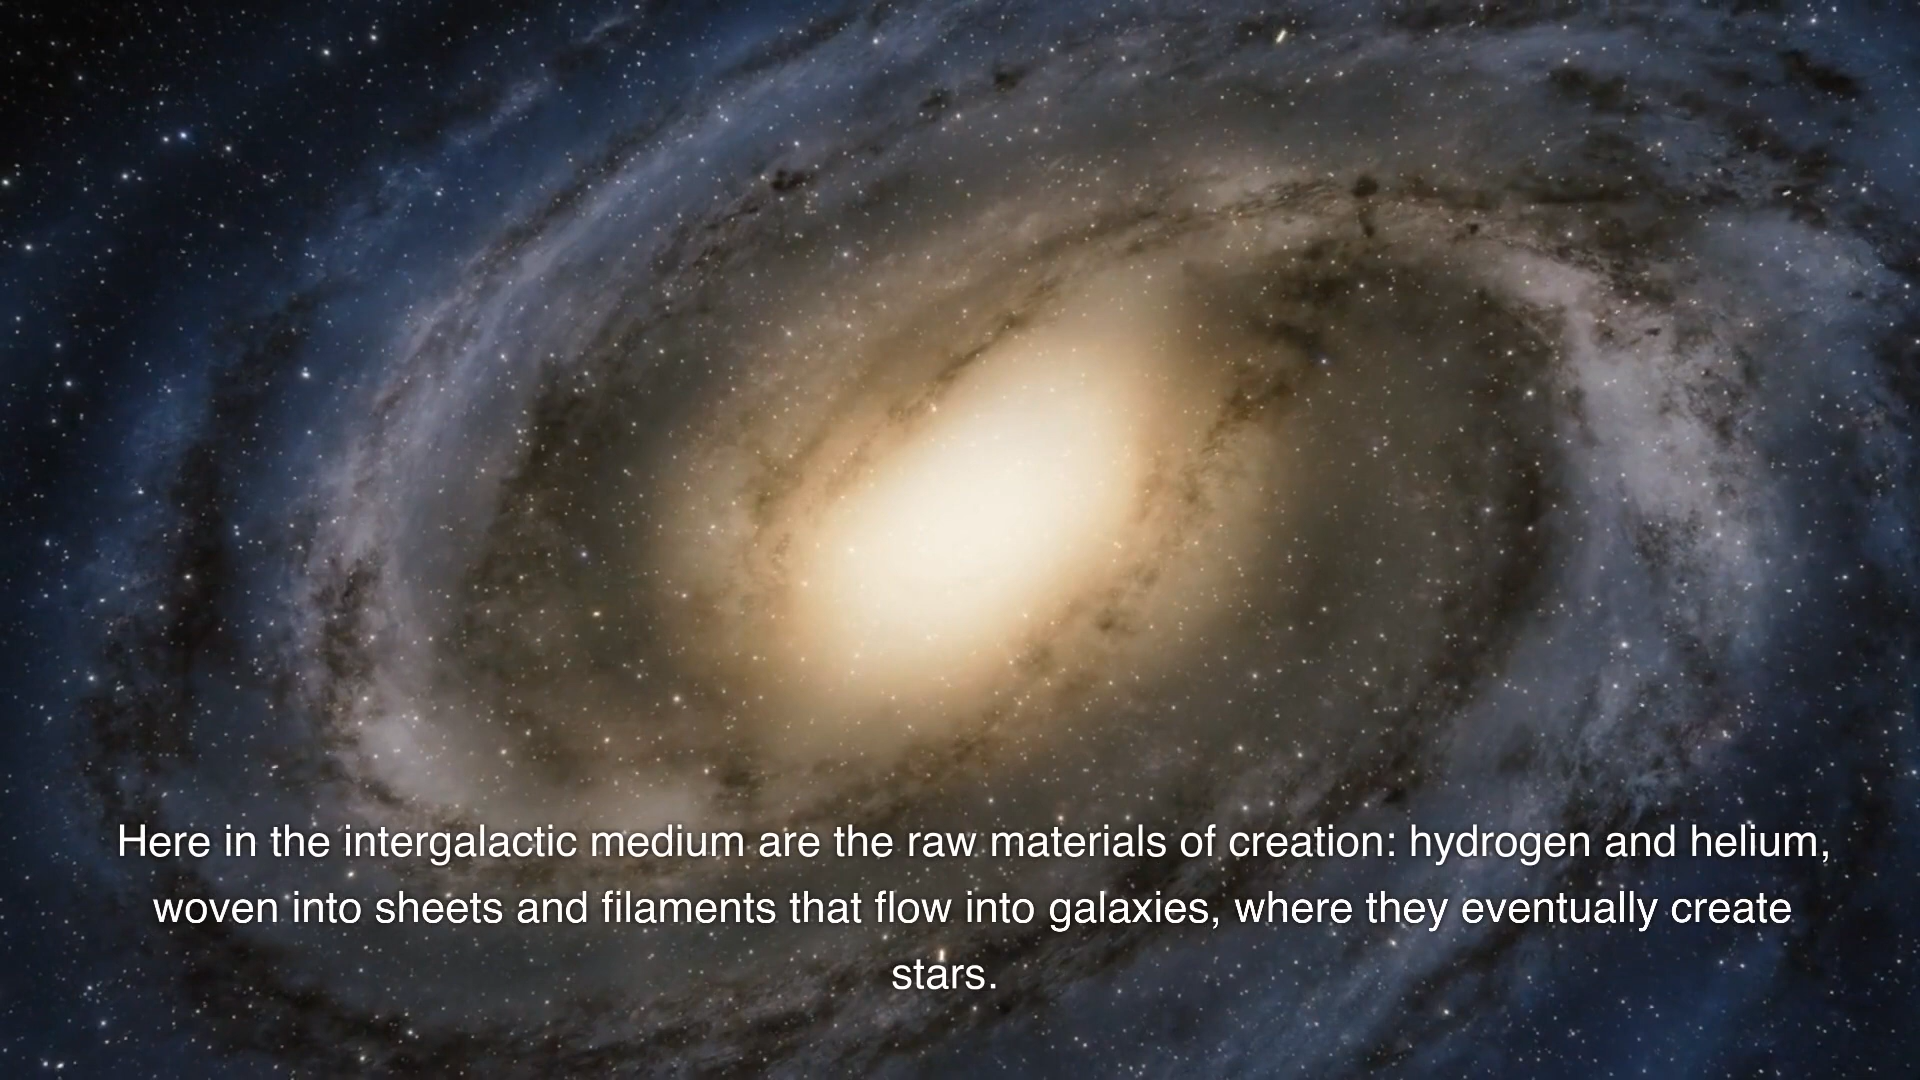 Here in the intergalactic medium are the raw materials of creation: hydrogen and helium,
woven into sheets and filaments that flow into galaxies, where they eventually create
stars.